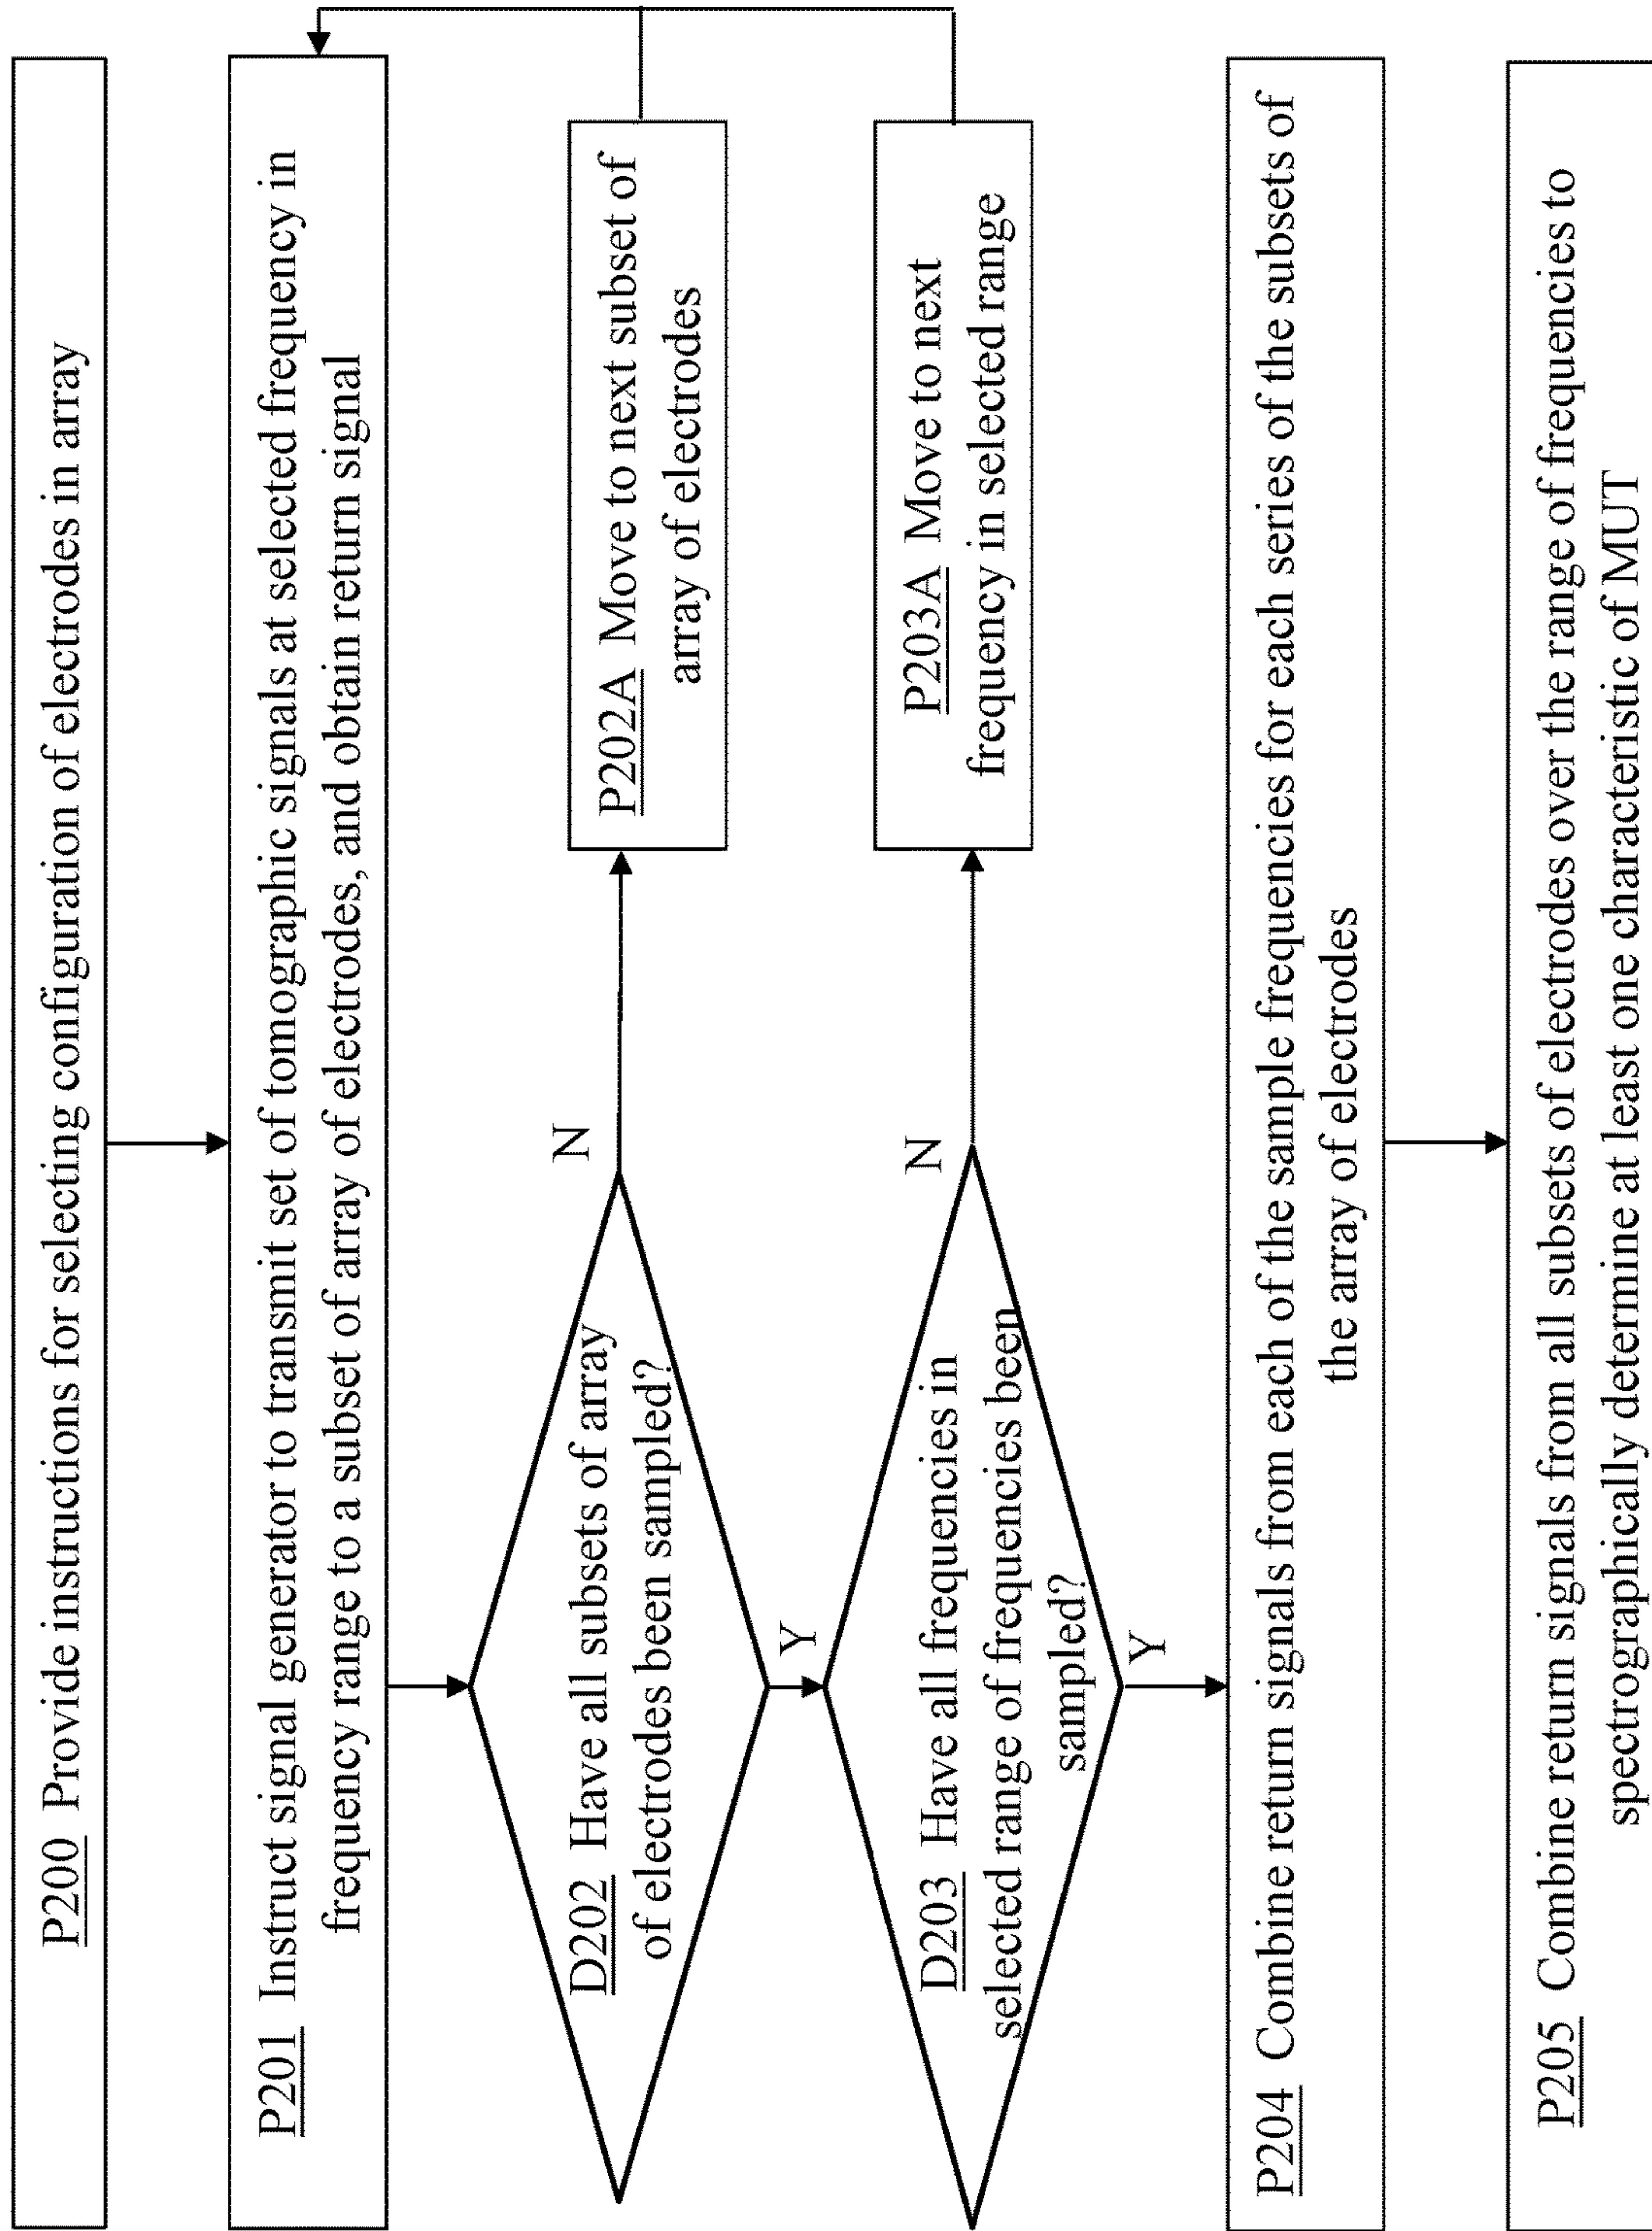 P200 Provide instructions for selecting configuration of electrodes in array
P201 Instruct signal generator to transmit set of tomographic signals at selected frequency in
frequency range to a subset of array of electrodes, and obtain return signal
D202 Have all subsets of array
of electrodes been sampled?
N
P202A Move to next subset of
array of electrodes
Y
D203 Have all frequencies in
selected range of frequencies been
sampled?
N
P203A Move to next
frequency in selected range
Y
P204 Combine return signals from each of the sample frequencies for each series of the subsets of
the array of electrodes
P205 Combine return signals from all subsets of electrodes over the range of frequencies to
spectrographically determine at least one characteristic of MUT